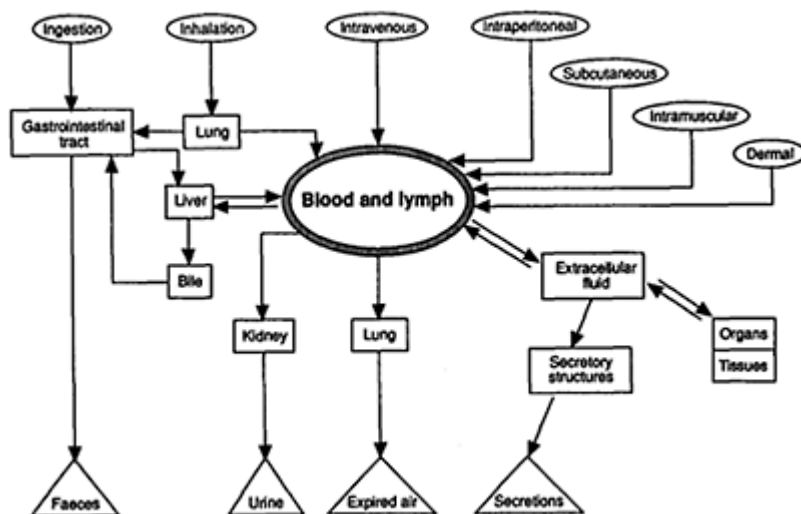 Ingestion
Inhalation
Intravenous
Intraperitoneal
Subcutaneous
Intramuscular
Dermal
Gastrointestinal
tract
Lung
Liver
Blood and lymph
Bile
Extracellular
fluid
Kidney
Lung
Secretory
structures
Organs
Tissues
Faeces
Urine
Expired air
Secretions